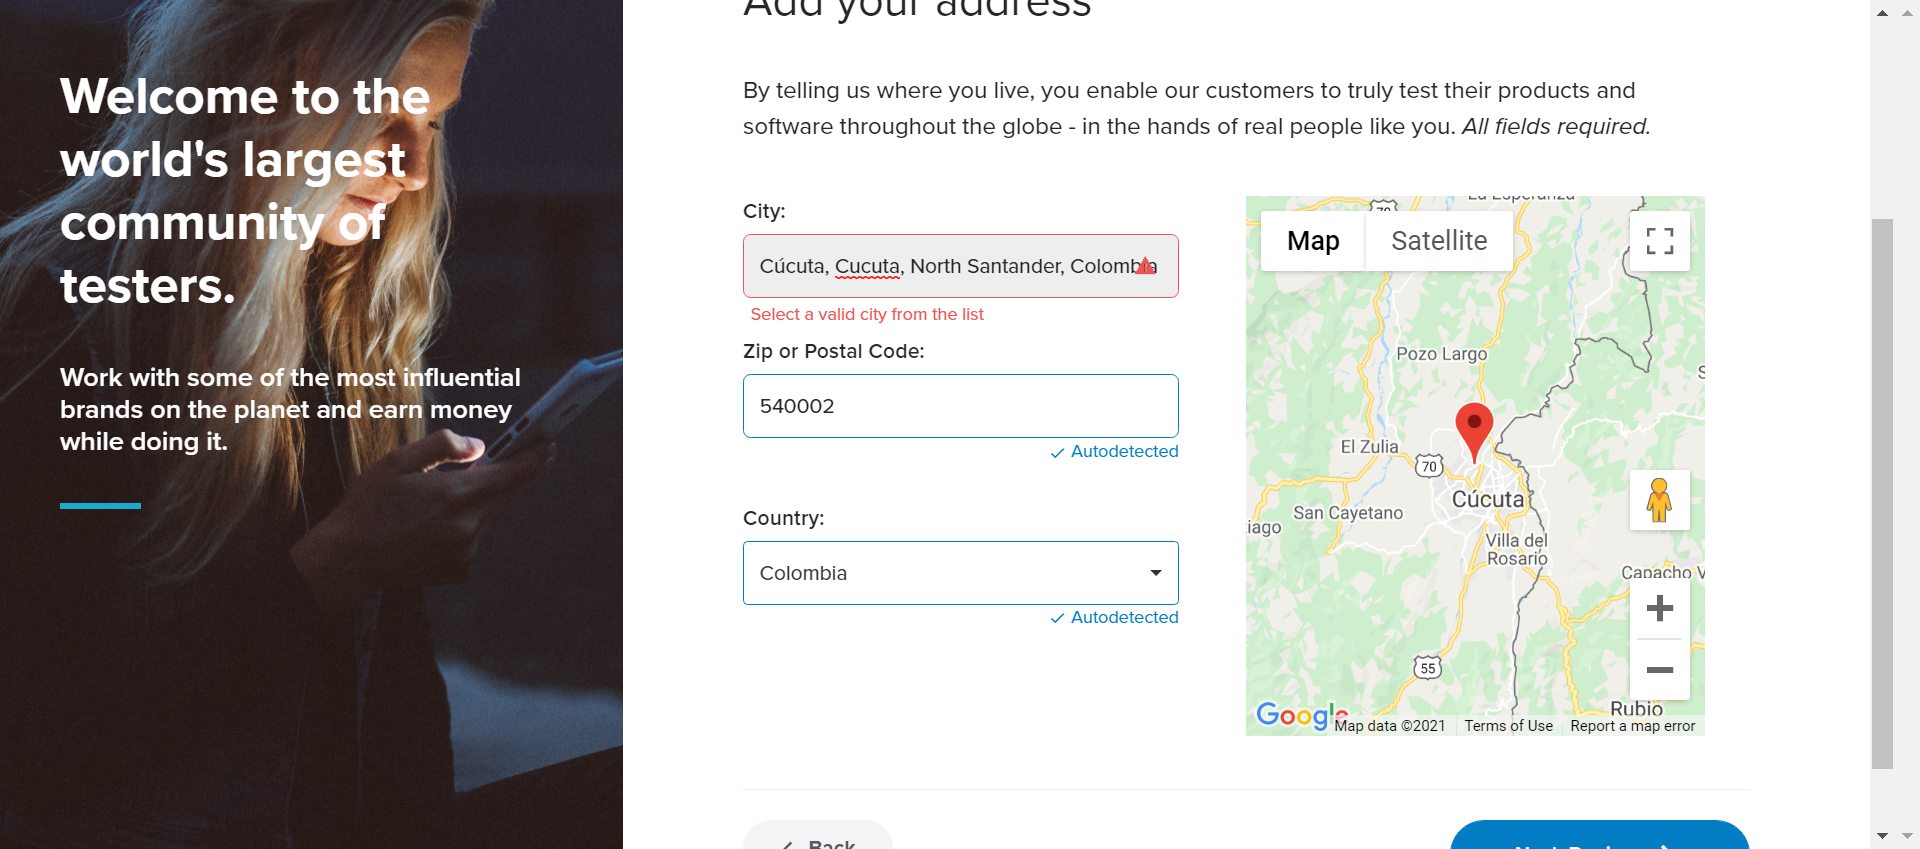 Add your address
Welcome to the
world's largest
community of
testers.
Work with some of the most influential
brands on the planet and earn money
while doing it.
By telling us where you live, you enable our customers to truly test their products and
software throughout the globe - in the hands of real people like you. All fields required.
City:
Cúcuta, Cucuta, North Santander, Colombia
Select a valid city from the list
Zip or Postal Code:
540002
Autodetected
Country:
Colombia
Autodetected
La Esperanza
70
Map
Satellite
Pozo Largo
El Zulia
70
Cúcuta
San Cayetano
iago
Villa del
Rosario
Capacho V
55
Rubio
Google
Map data ©2021
Terms of Use
Report a map error
Back